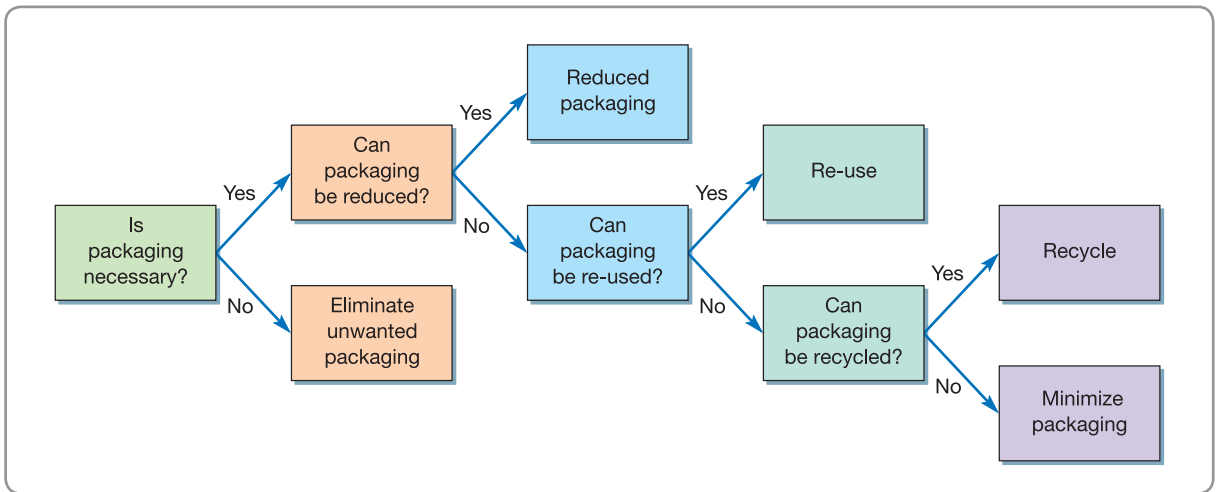 Is
packaging
necessary?
Yes
No
Can
packaging
be reduced?
Eliminate
unwanted
packaging
Yes
No
Reduced
packaging
Can
packaging
be re-used?
Yes
No
Re-use
Can
packaging
be recycled?
Yes
No
Recycle
Minimize
packaging